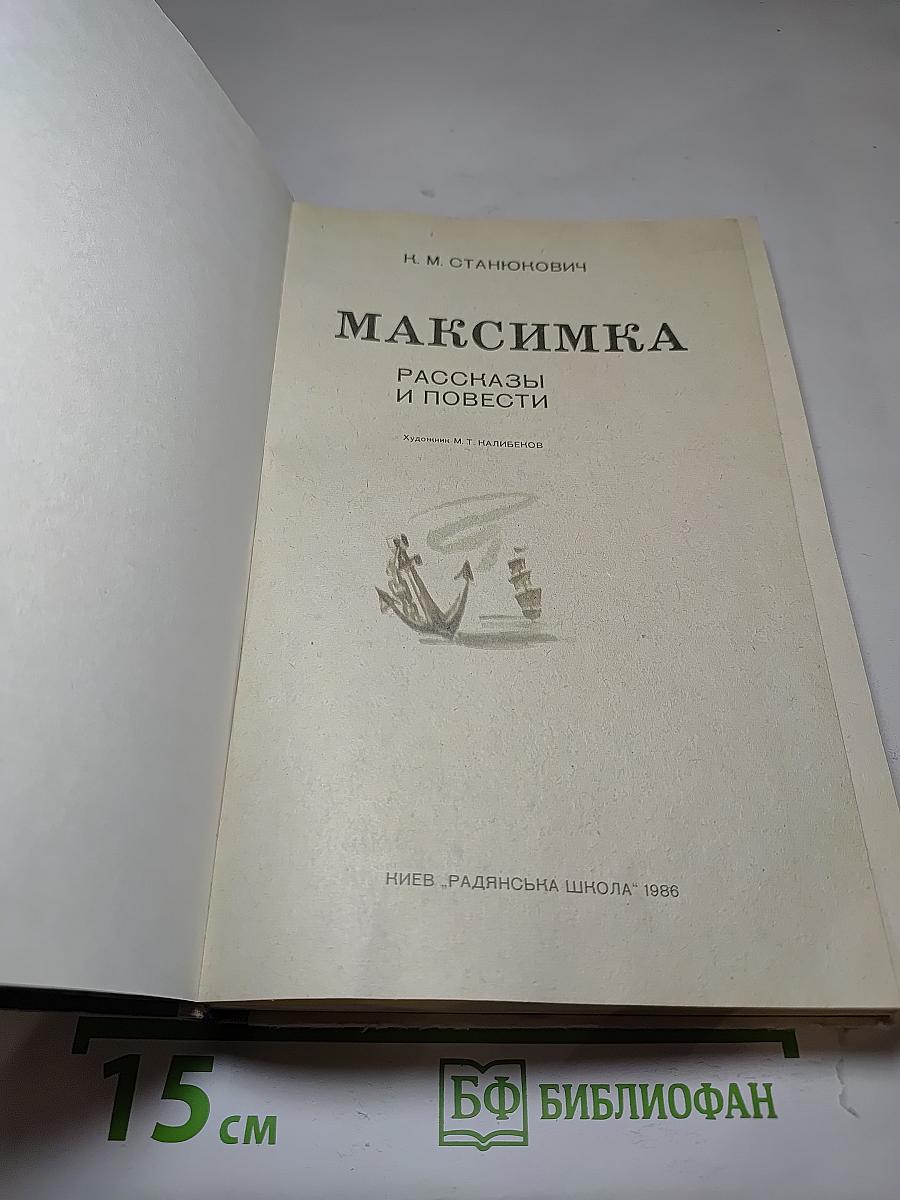 К. М. СТАНЮКОВИЧ
МАКСИМКА
РАССКАЗЫ
И ПОВЕСТИ
Художник М. Т. КАЛИБЕКОВ
КИЕВ „РАДЯНСЬКА ШКОЛА“ 1986
15 см
БФ БИБЛИОФАН